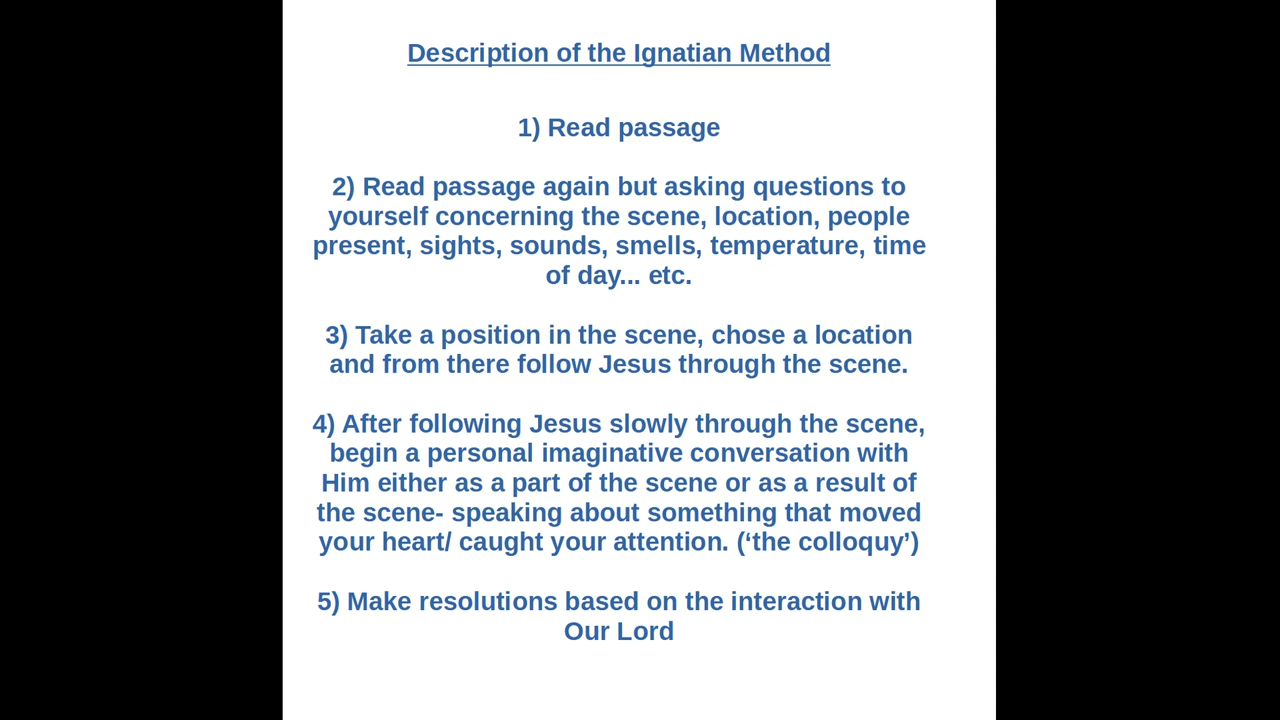 Description of the Ignatian Method
1) Read passage
2) Read passage again but asking questions to
yourself concerning the scene, location, people
present, sights, sounds, smells, temperature, time
of day... etc.
3) Take a position in the scene, chose a location
and from there follow Jesus through the scene.
4) After following Jesus slowly through the scene,
begin a personal imaginative conversation with
Him either as a part of the scene or as a result of
the scene- speaking about something that moved
your heart/ caught your attention. (‘the colloquy’)
5) Make resolutions based on the interaction with
Our Lord